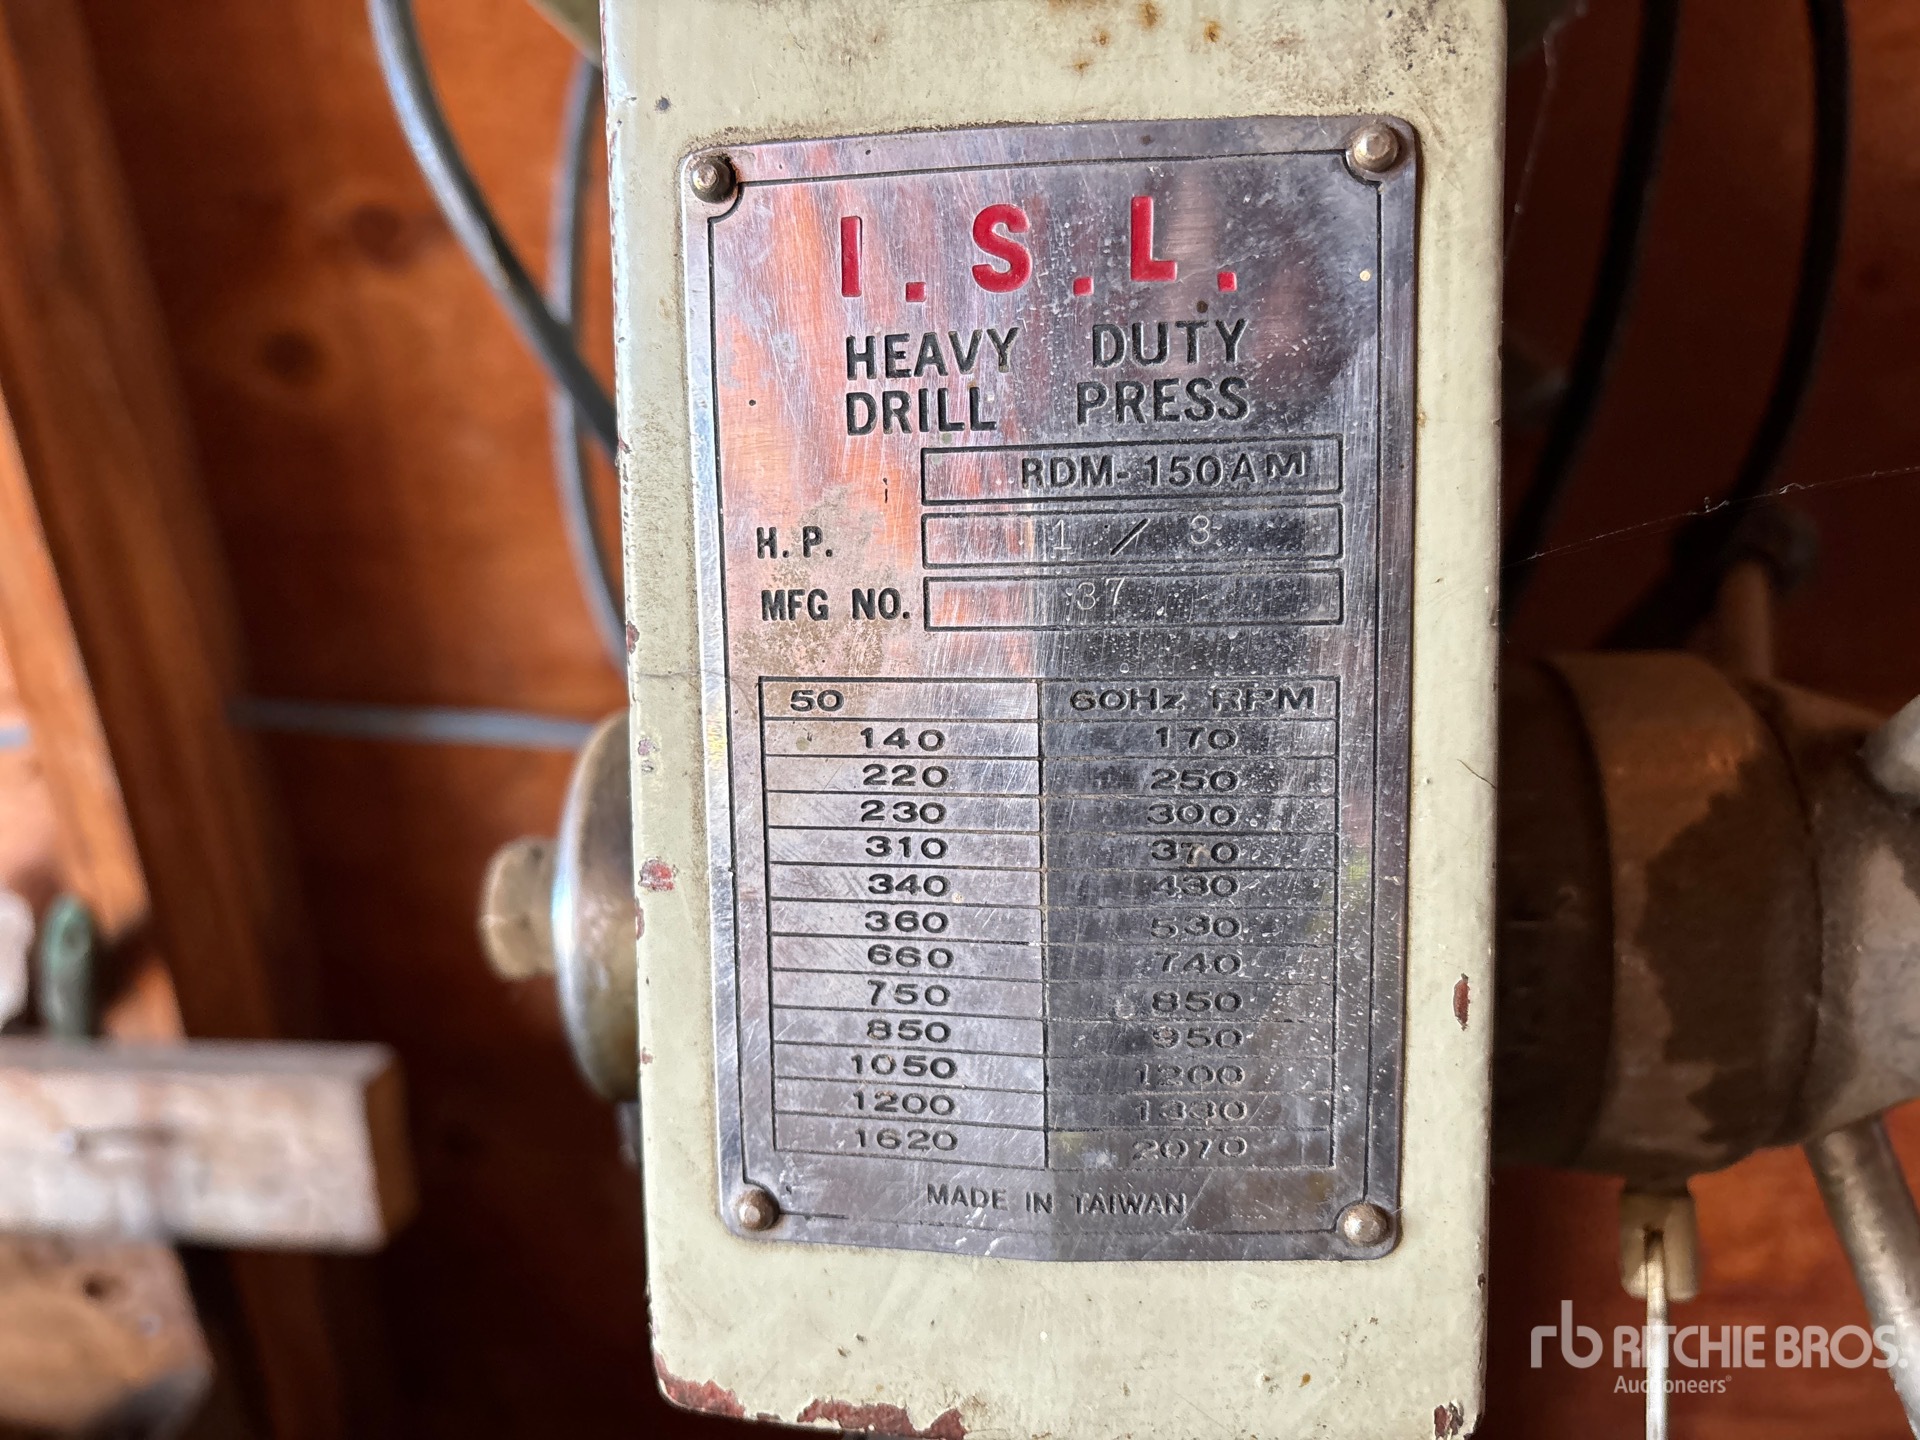 I.S.L.
HEAVY DUTY
DRILL PRESS
RDM-150AM
H.P. 1/3
MFG NO. 37
50 60Hz RPM
140 170
220 250
230 300
310 370
340 430
360 530
660 740
750 850
850 950
1050 1200
1200 1330
1620 2070
MADE IN TAIWAN
rb RITCHIE BROS.
Auctioneers